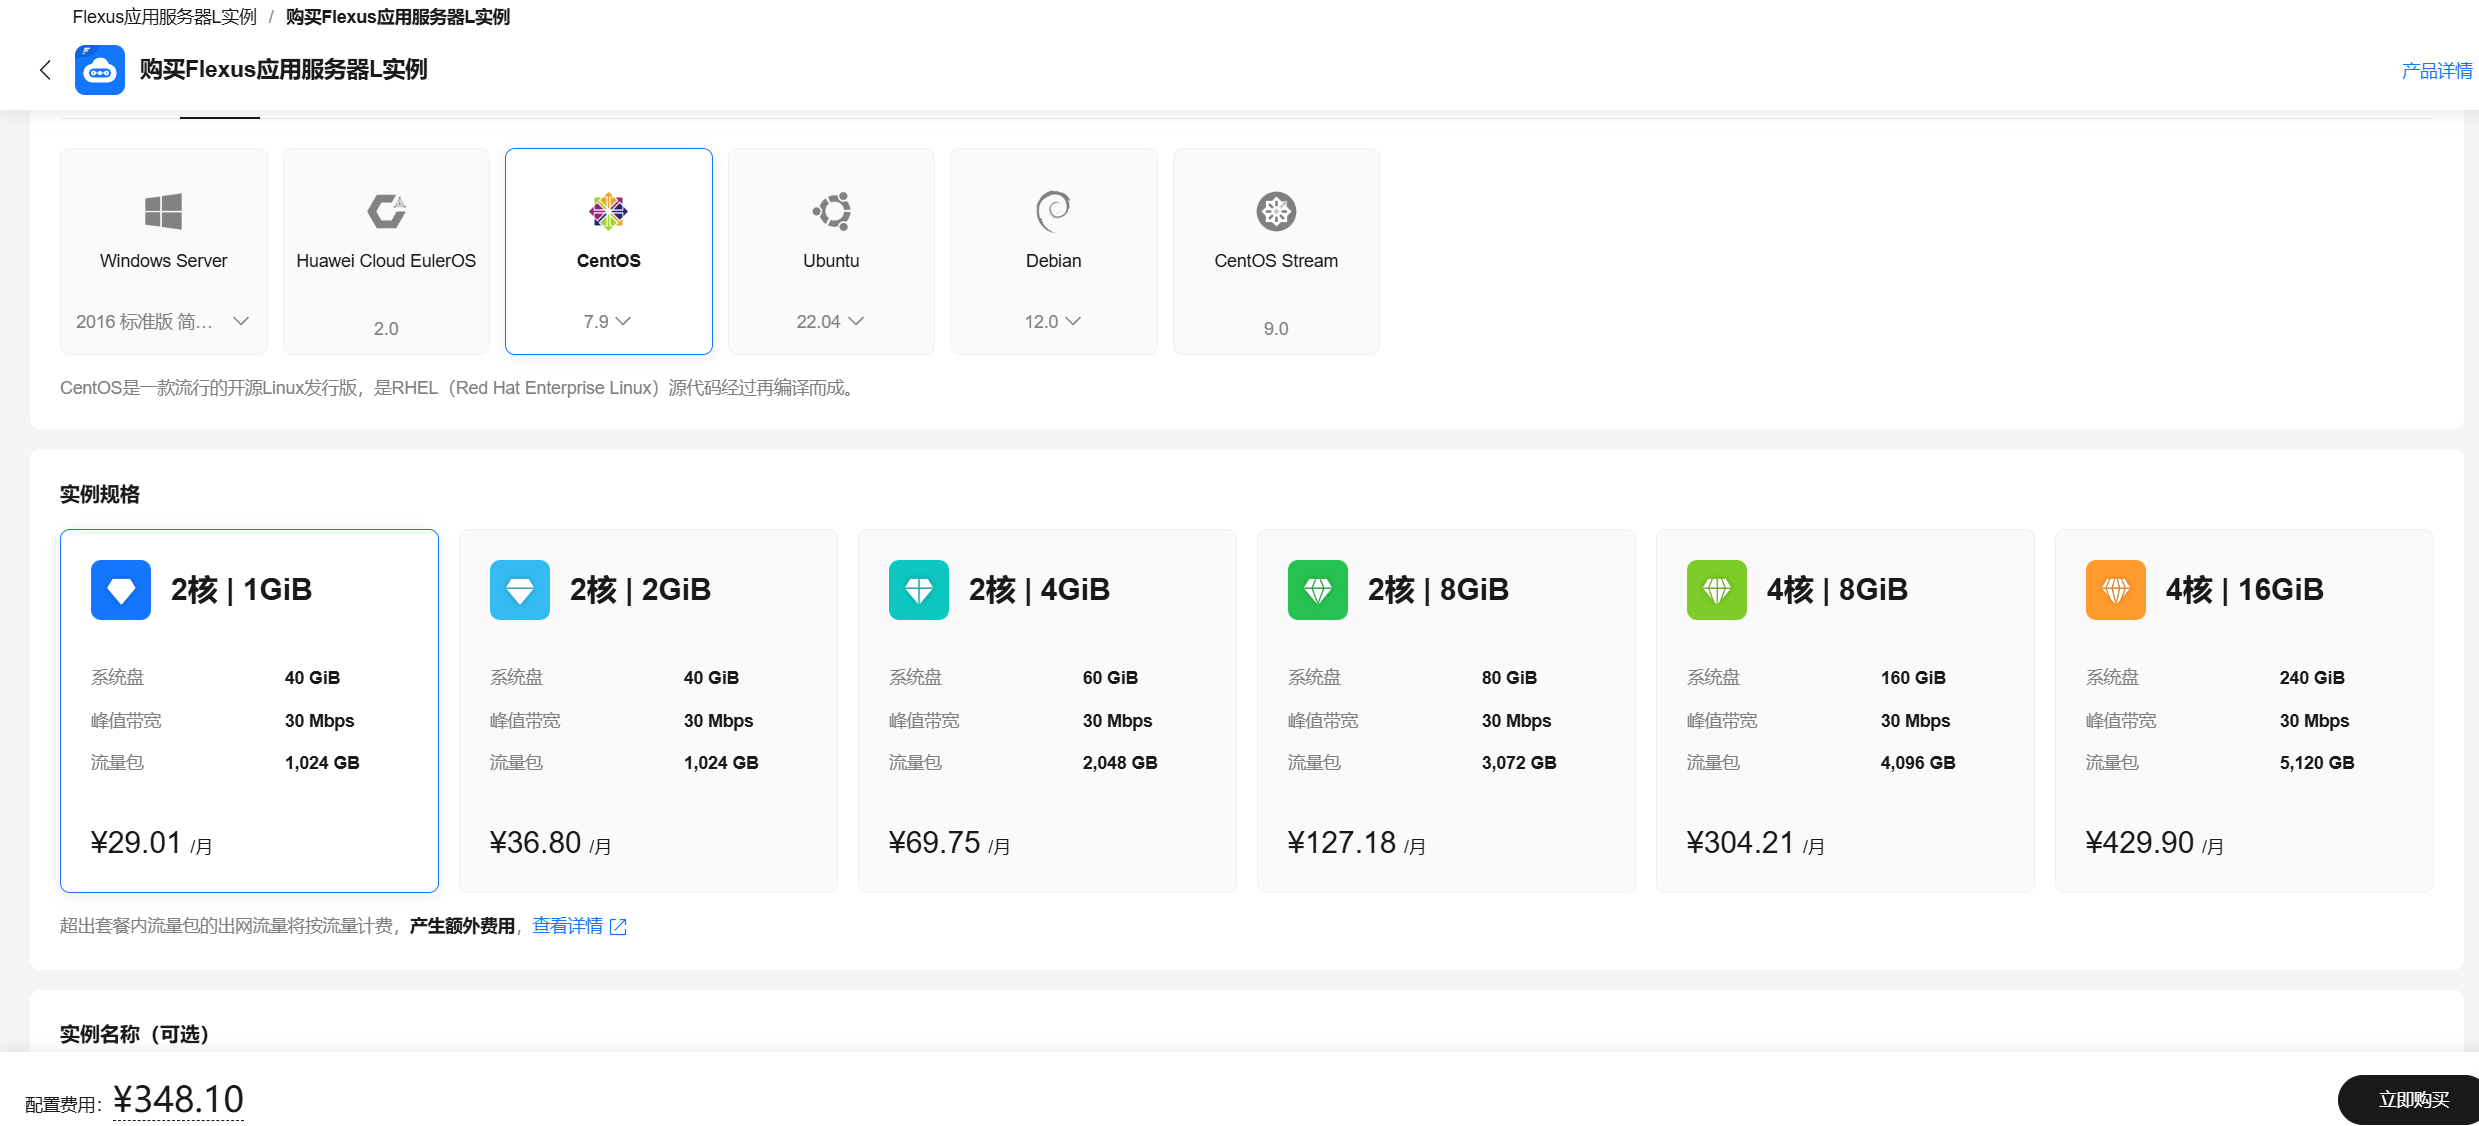 Flexus应用服务器L实例 / 购买Flexus应用服务器L实例
购买Flexus应用服务器L实例
产品详情
Windows Server
Huawei Cloud EulerOS
CentOS
Ubuntu
Debian
CentOS Stream
2016 标准版 简...
2.0
7.9
22.04
12.0
9.0
CentOS是一款流行的开源Linux发行版，是RHEL（Red Hat Enterprise Linux）源代码经过再编译而成。
实例规格
2核 | 1GiB
系统盘 40 GiB
峰值带宽 30 Mbps
流量包 1,024 GB
¥29.01 /月
2核 | 2GiB
系统盘 40 GiB
峰值带宽 30 Mbps
流量包 1,024 GB
¥36.80 /月
2核 | 4GiB
系统盘 60 GiB
峰值带宽 30 Mbps
流量包 2,048 GB
¥69.75 /月
2核 | 8GiB
系统盘 80 GiB
峰值带宽 30 Mbps
流量包 3,072 GB
¥127.18 /月
4核 | 8GiB
系统盘 160 GiB
峰值带宽 30 Mbps
流量包 4,096 GB
¥304.21 /月
4核 | 16GiB
系统盘 240 GiB
峰值带宽 30 Mbps
流量包 5,120 GB
¥429.90 /月
超出套餐内流量包的出网流量将按流量计费，产生额外费用，查看详情
实例名称（可选）
配置费用： ¥348.10
立即购买